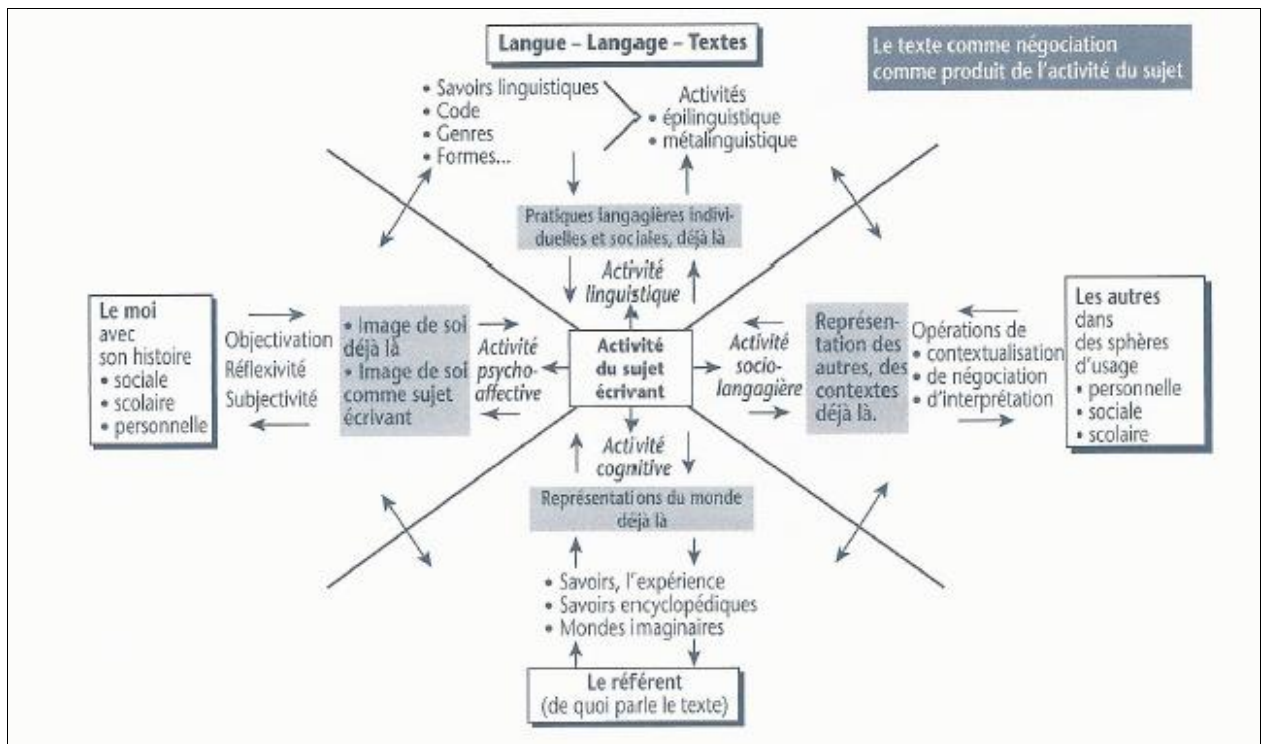 Langue – Langage – Textes
Le texte comme négociation
comme produit de l'activité du sujet
• Savoirs linguistiques
• Code
• Genres
• Formes...
Activités
• épilinguistique
• métalinguistique
Pratiques langagières indivi-
duelles et sociales, déjà là
Activité
linguistique
Le moi
avec
son histoire
• sociale
• scolaire
• personnelle
Objectivation
Réflexivité
Subjectivité
• Image de soi
déjà là
• Image de soi
comme sujet
écrivant
Activité
psycho-
affective
Activité
du sujet
écrivant
Activité
socio-
langagière
Représen-
tation des
autres, des
contextes
déjà là.
Opérations de
• contextualisation
• de négociation
• d'interprétation
Les autres
dans
des sphères
d'usage
• personnelle
• sociale
• scolaire
Activité
cognitive
Représentations du monde
déjà là
• Savoirs, l'expérience
• Savoirs encyclopédiques
• Mondes imaginaires
Le référent
(de quoi parle le texte)